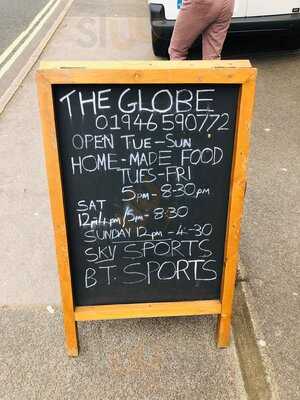 THE GLOBE
01946 590772
OPEN TUE-SUN
HOME-MADE FOOD
TUES-FRI
5PM-8:30PM
SAT
12PM-4PM/5PM-8:30
SUNDAY 12PM-4-30
SKY SPORTS
BT. SPORTS